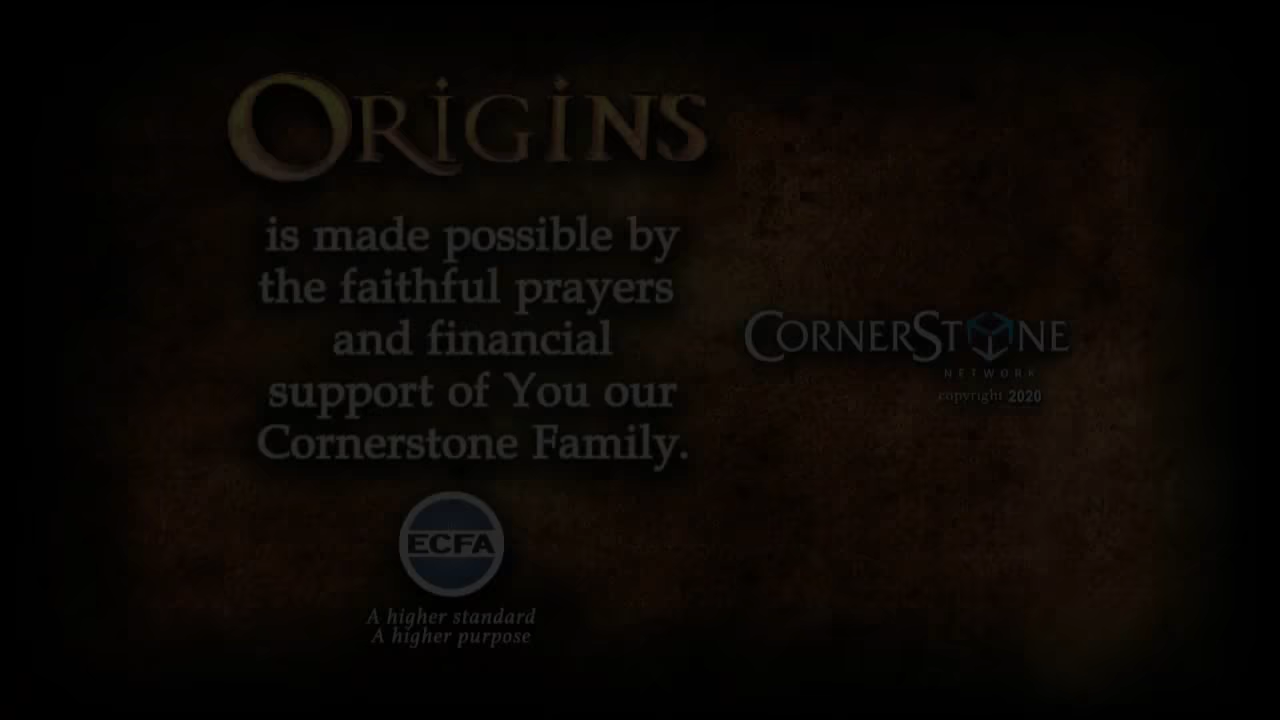 ORiGiNS
is made possible by
the faithful prayers
and financial
support of You our
Cornerstone Family.
ECFA
A higher standard
A higher purpose
CORNERSTONE
NETWORK
copyright 2020